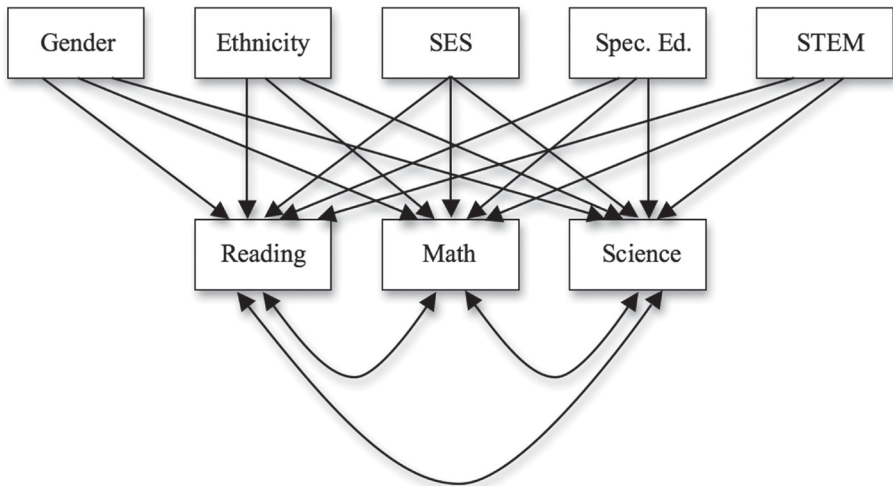 Gender
Ethnicity
SES
Spec. Ed.
STEM
Reading
Math
Science